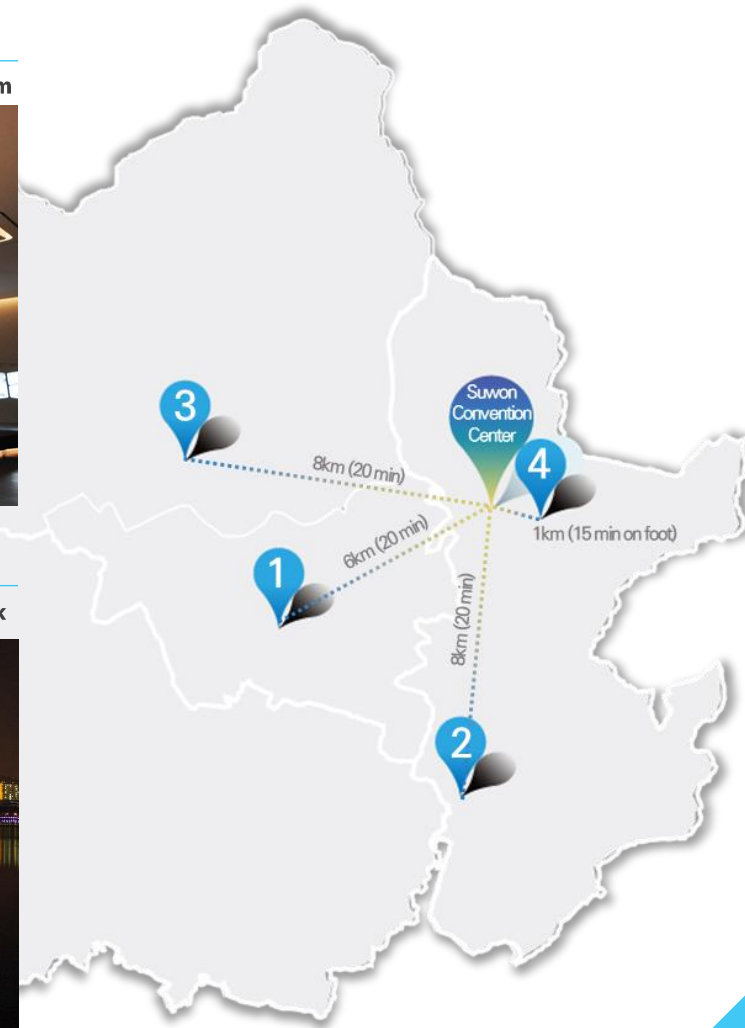 m
3
Suwon
Convention
Center
4
8km (20 min)
1km (15 min on foot)
6km (20 min)
1
8km (20 min)
k
2